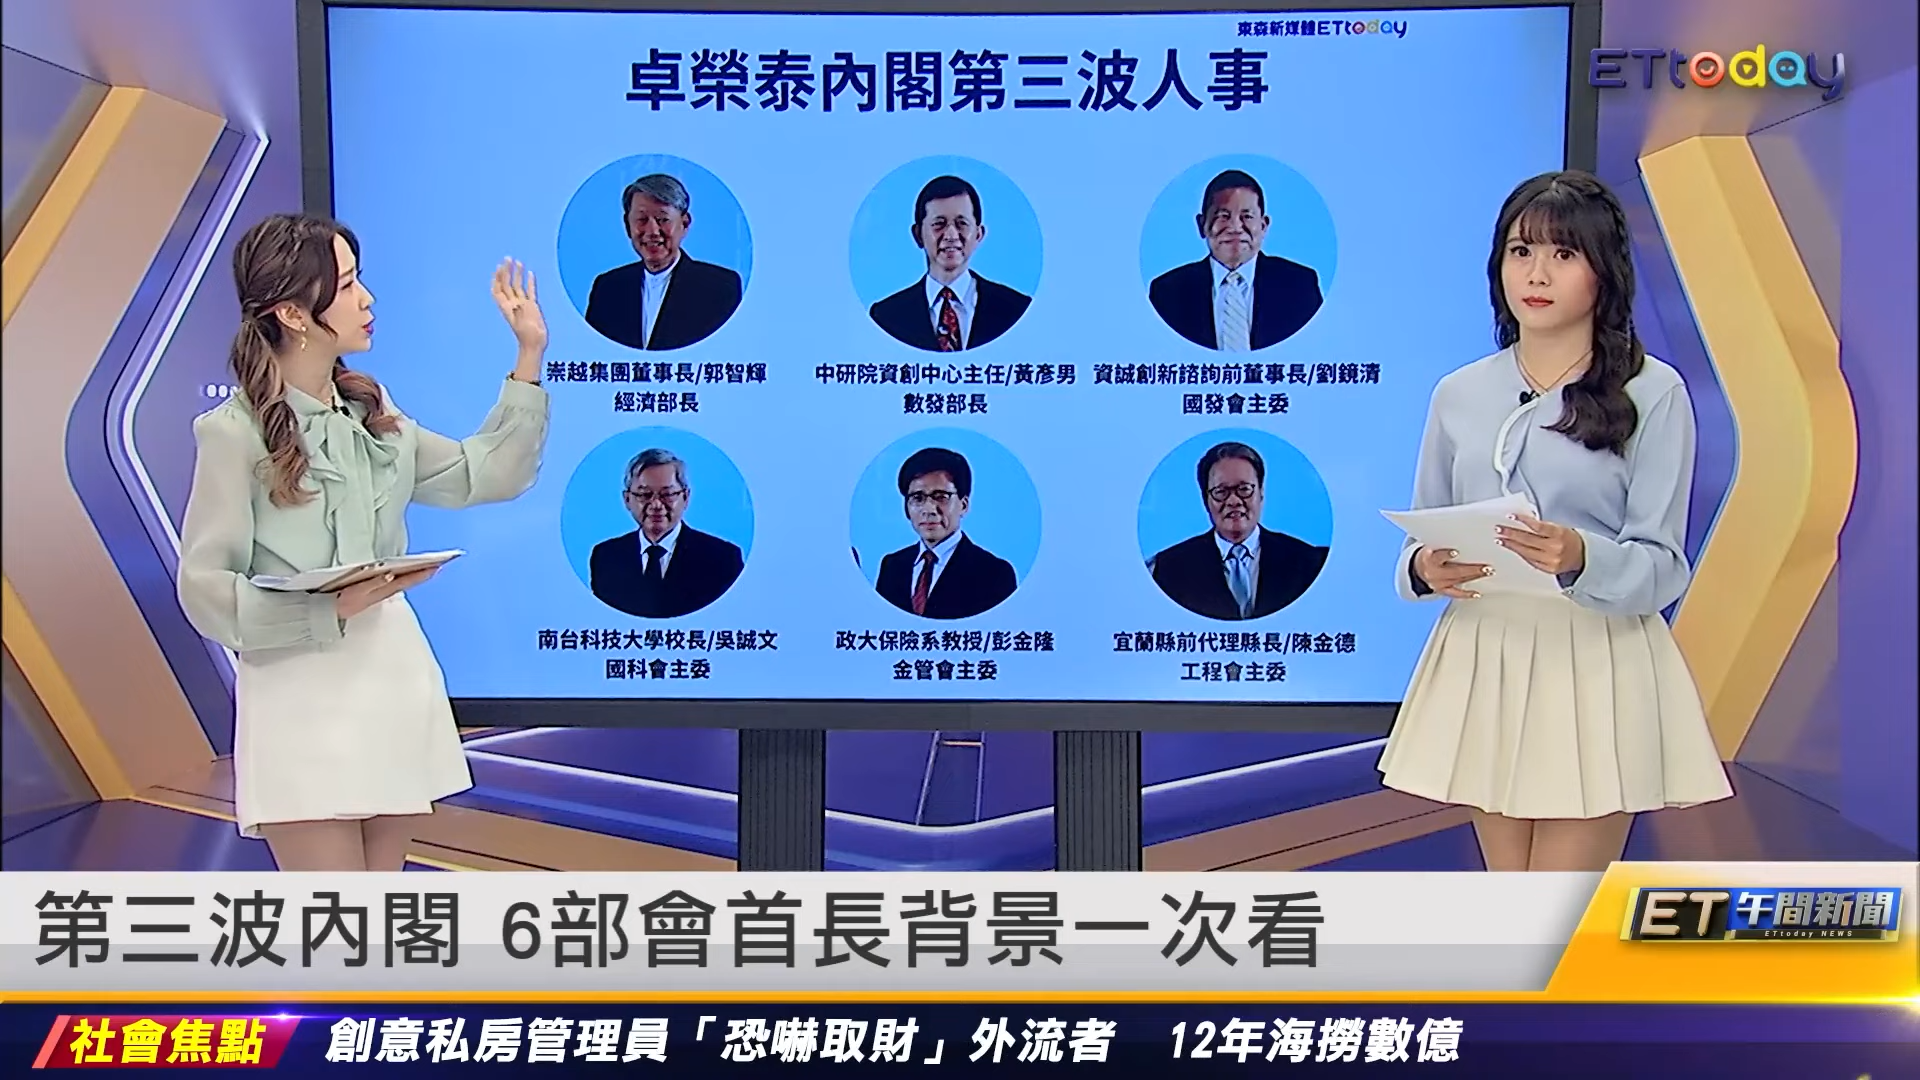 東森新媒體ETtoday
卓榮泰內閣第三波人事
ETtoday
崇越集團董事長/郭智輝
經濟部長
中研院資創中心主任/黃彥男
數發部長
資誠創新諮詢前董事長/劉鏡清
國發會主委
南台科技大學校長/吳誠文
國科會主委
政大保險系教授/彭金隆
金管會主委
宜蘭縣前代理縣長/陳金德
工程會主委
第三波內閣 6部會首長背景一次看
ET午間新聞
ETtoday NEWS
社會焦點
創意私房管理員「恐嚇取財」外流者 12年海撈數億